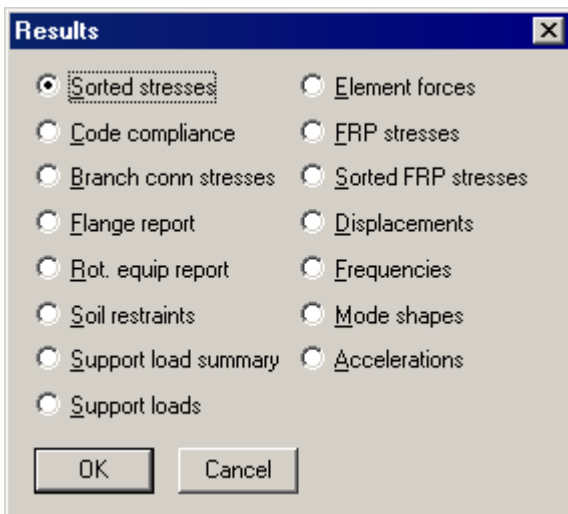 Results
Sorted stresses
Code compliance
Branch conn stresses
Flange report
Rot. equip report
Soil restraints
Support load summary
Support loads
Element forces
FRP stresses
Sorted FRP stresses
Displacements
Frequencies
Mode shapes
Accelerations
OK
Cancel